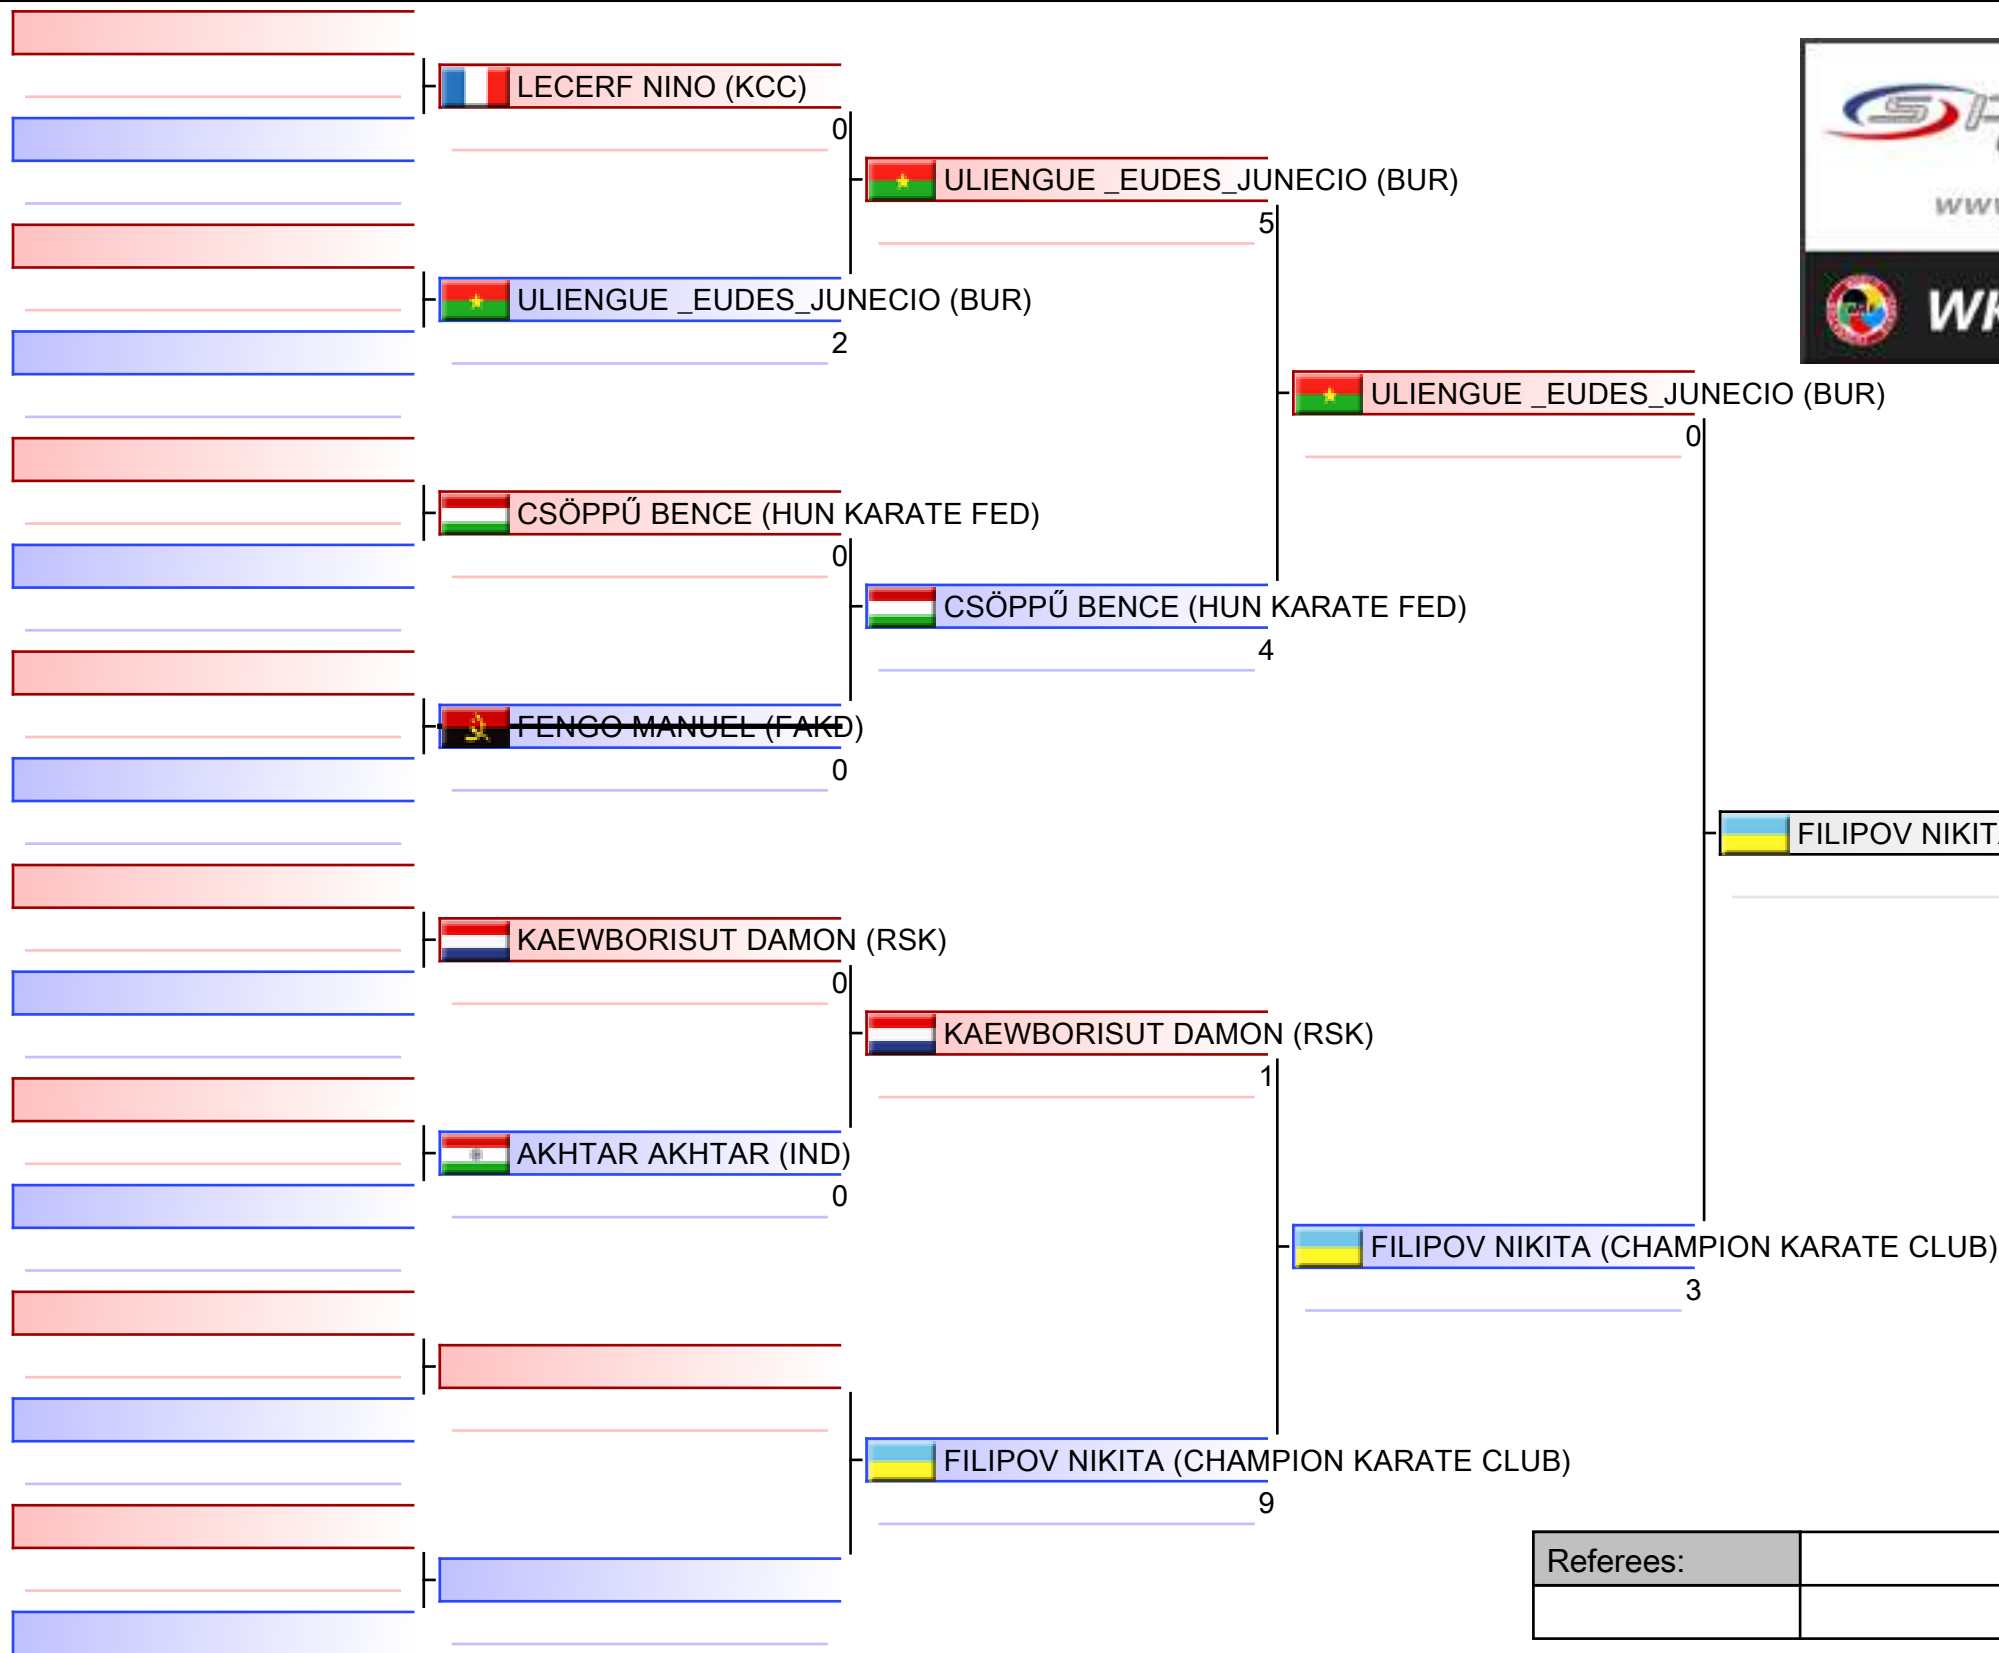 LECERF NINO (KCC)
0
ULIENGUE _EUDES_JUNECIO (BUR)
5
ULIENGUE _EUDES_JUNECIO (BUR)
2
ULIENGUE _EUDES_JUNECIO (BUR)
0
CSÖPPŰ BENCE (HUN KARATE FED)
0
CSÖPPŰ BENCE (HUN KARATE FED)
4
FENGO MANUEL (FAKD)
0
FILIPOV NIKITA
KAEWBORISUT DAMON (RSK)
0
KAEWBORISUT DAMON (RSK)
1
AKHTAR AKHTAR (IND)
0
FILIPOV NIKITA (CHAMPION KARATE CLUB)
3
FILIPOV NIKITA (CHAMPION KARATE CLUB)
9
Referees: